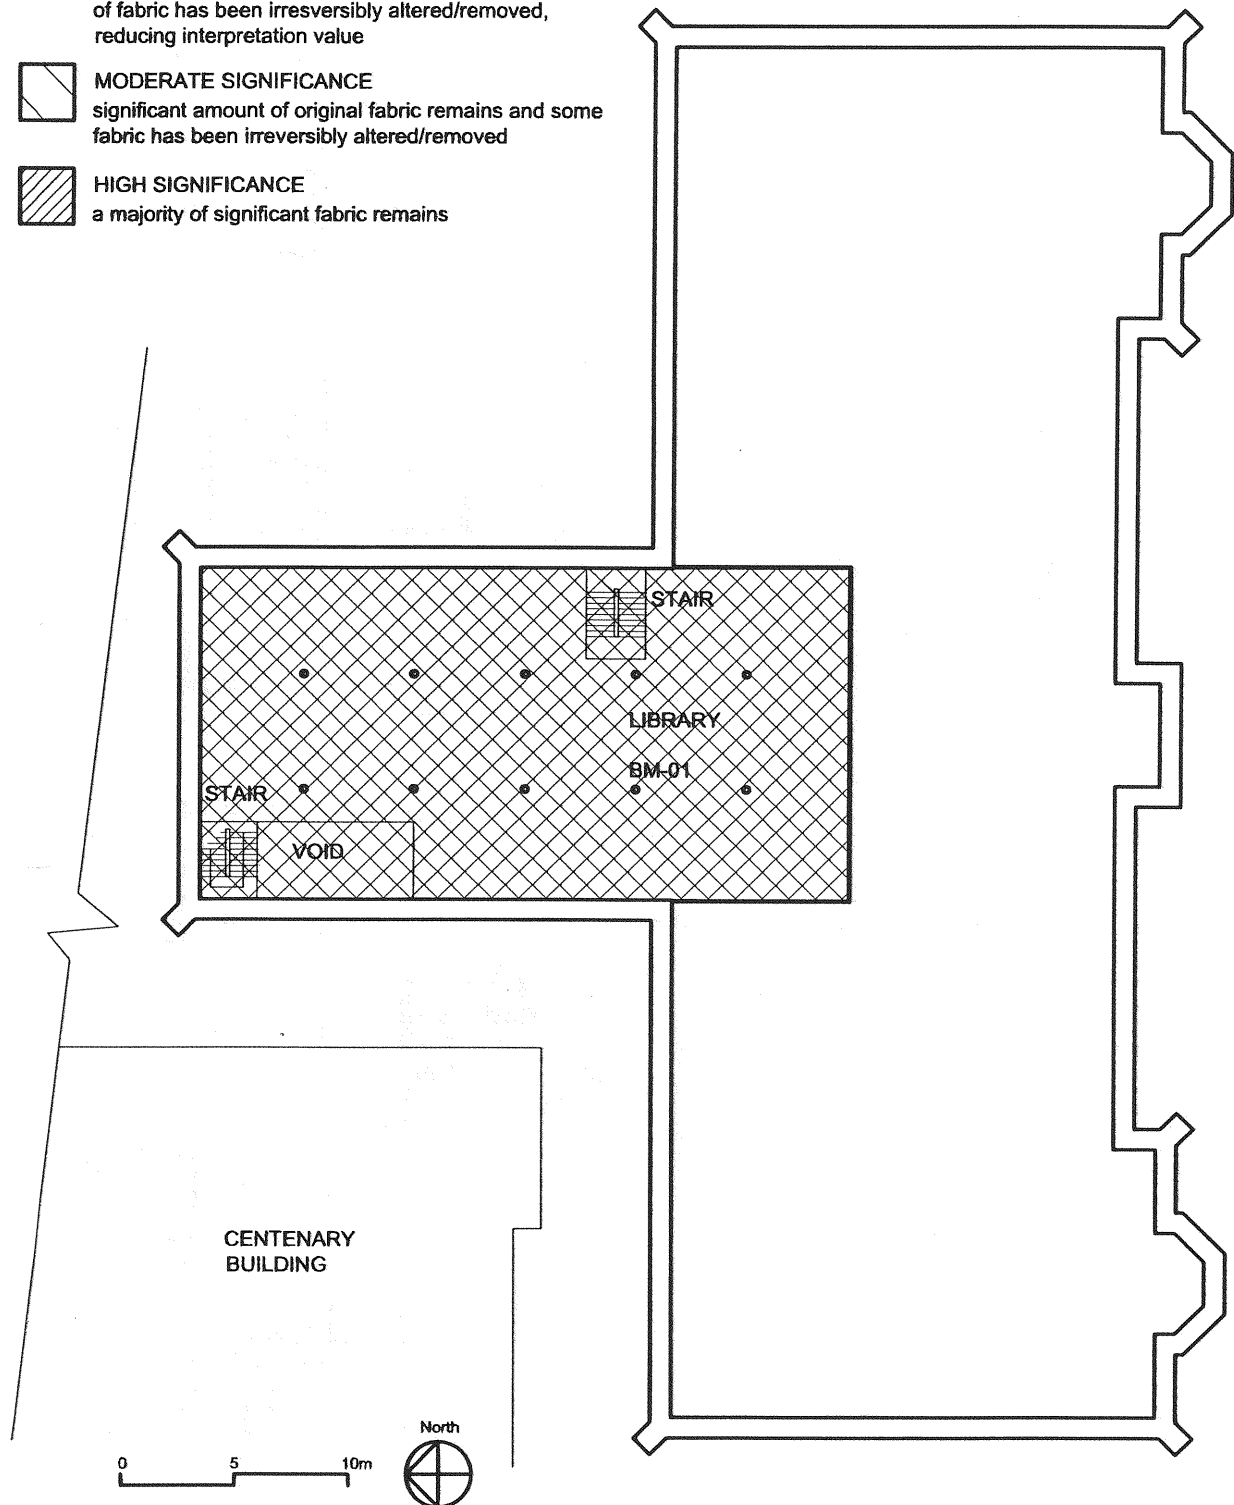 of fabric has been irresversibly altered/removed,
reducing interpretation value
MODERATE SIGNIFICANCE
significant amount of original fabric remains and some
fabric has been irreversibly altered/removed
HIGH SIGNIFICANCE
a majority of significant fabric remains
STAIR
LIBRARY
BM-01
STAIR
VOID
CENTENARY
BUILDING
North
0 5 10m